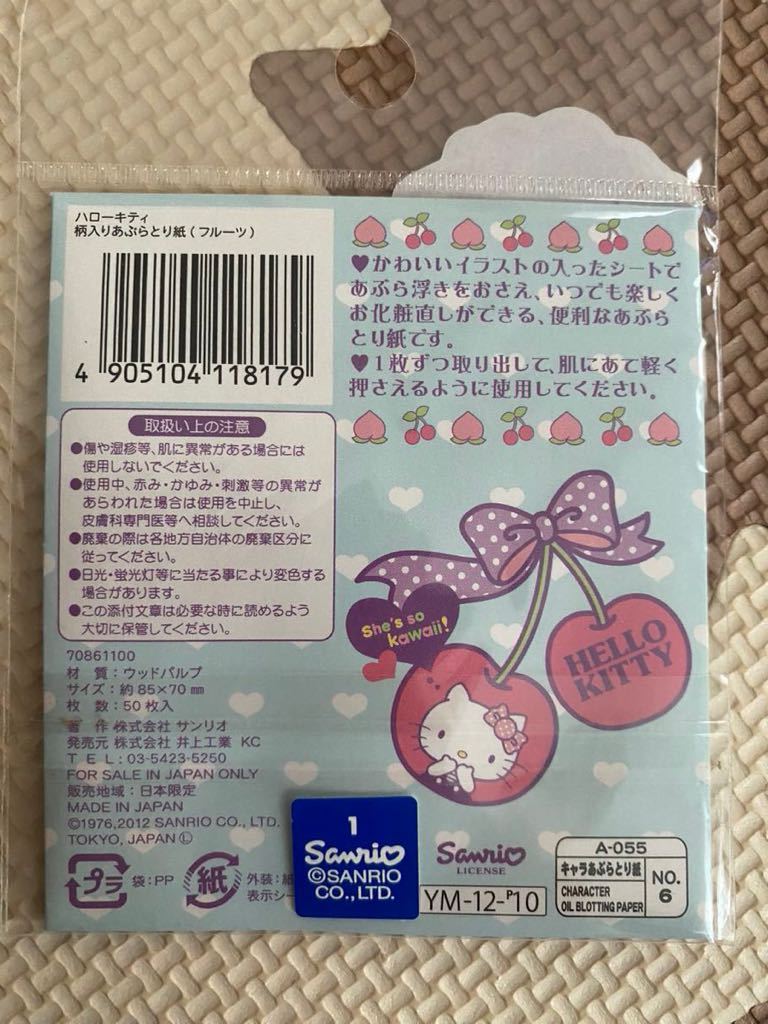 ハローキティ
柄入りあぶらとり紙(フルーツ)
4 905104 118179
♥かわいいイラストの入ったシートで
あぶら浮きをおさえ、いつでも楽しく
お化粧直しができる、便利なあぶら
とり紙です。
♥1枚ずつ取り出して、肌にあて軽く
押さえるように使用してください。
取扱い上の注意
●傷や湿疹等、肌に異常がある場合には
使用しないでください。
●使用中、赤み・かゆみ・刺激等の異常が
あらわれた場合は使用を中止し、
皮膚科専門医等へ相談してください。
●廃棄の際は各地方自治体の廃棄区分に
従ってください。
●日光・蛍光灯等に当たる事により変色する
場合があります。
●この添付文章は必要な時に読めるよう
大切に保管してください。
She's so
kawaii!
HELLO
KITTY
70861100
材 質:ウッドパルプ
サイズ:約85×70㎜
枚 数:50枚入
著 作 株式会社 サンリオ
発売元 株式会社 井上工業 KC
TEL:03-5423-5250
FOR SALE IN JAPAN ONLY
販売地域:日本限定
MADE IN JAPAN
©1976,2012 SANRIO CO., LTD.
TOKYO, JAPAN Ⓛ
プラ
袋:PP
紙
外装:紙
表示シー
1
Sanrio
©SANRIO
CO.,LTD.
Sanrio
LICENSE
YM-12-P10
A-055
キャラあぶらとり紙
CHARACTER
OIL BLOTTING PAPER
NO.
6